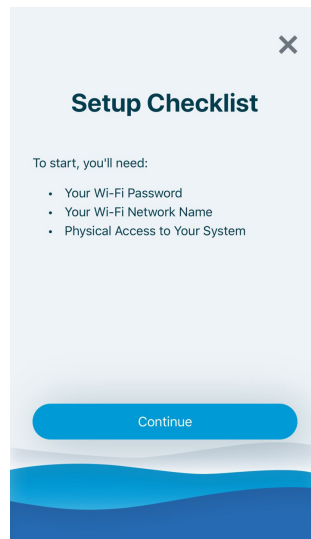 Setup Checklist
To start, you'll need:
• Your Wi-Fi Password
• Your Wi-Fi Network Name
• Physical Access to Your System
Continue